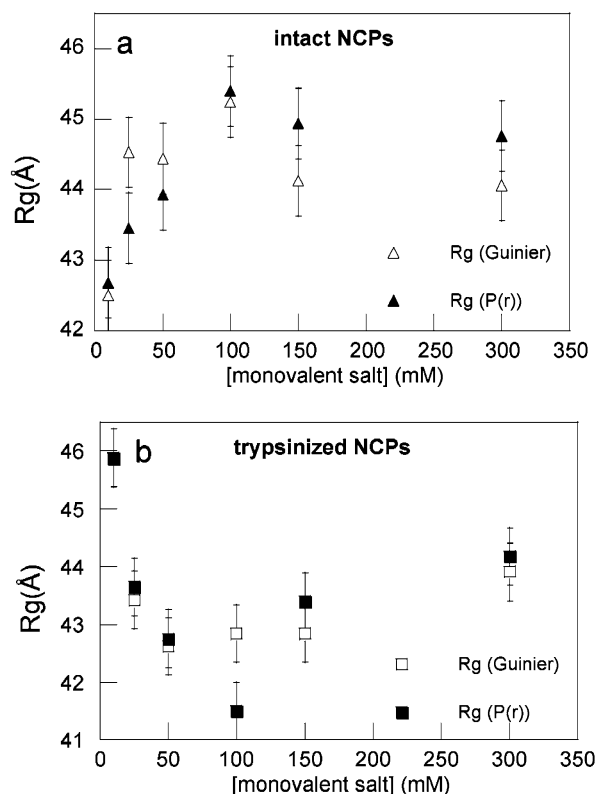 a intact NCPs
46
45
44
43
42
Rg(Å)
Rg (Guinier)
Rg (P(r))
0 50 100 150 200 250 300 350
[monovalent salt] (mM)
b trypsinized NCPs
46
45
44
43
42
41
Rg(Å)
Rg (Guinier)
Rg (P(r))
0 50 100 150 200 250 300 350
[monovalent salt] (mM)